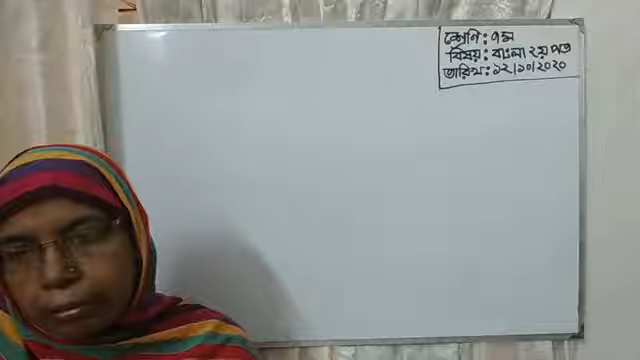 শ্রেণি : ৭ম
বিষয় : বাংলা ২য় পত্র
তারিখ : ১২/১০/২০২০